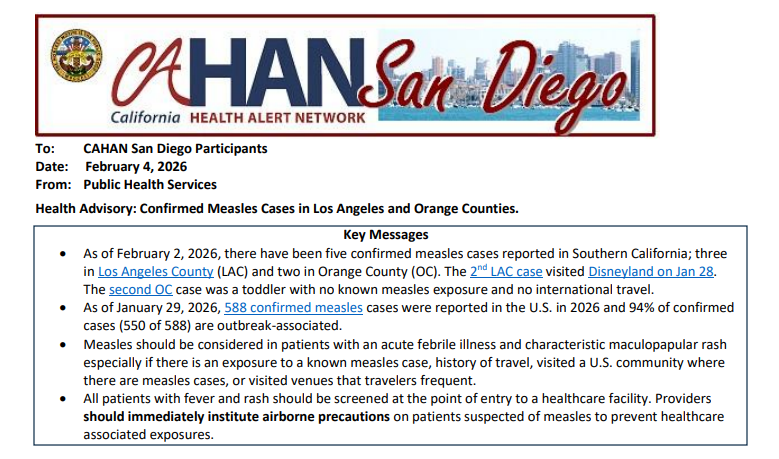 CAHAN San Diego
California HEALTH ALERT NETWORK
To: CAHAN San Diego Participants
Date: February 4, 2026
From: Public Health Services
Health Advisory: Confirmed Measles Cases in Los Angeles and Orange Counties.
Key Messages
• As of February 2, 2026, there have been five confirmed measles cases reported in Southern California; three
in Los Angeles County (LAC) and two in Orange County (OC). The 2nd LAC case visited Disneyland on Jan 28.
The second OC case was a toddler with no known measles exposure and no international travel.
• As of January 29, 2026, 588 confirmed measles cases were reported in the U.S. in 2026 and 94% of confirmed
cases (550 of 588) are outbreak-associated.
• Measles should be considered in patients with an acute febrile illness and characteristic maculopapular rash
especially if there is an exposure to a known measles case, history of travel, visited a U.S. community where
there are measles cases, or visited venues that travelers frequent.
• All patients with fever and rash should be screened at the point of entry to a healthcare facility. Providers
should immediately institute airborne precautions on patients suspected of measles to prevent healthcare
associated exposures.